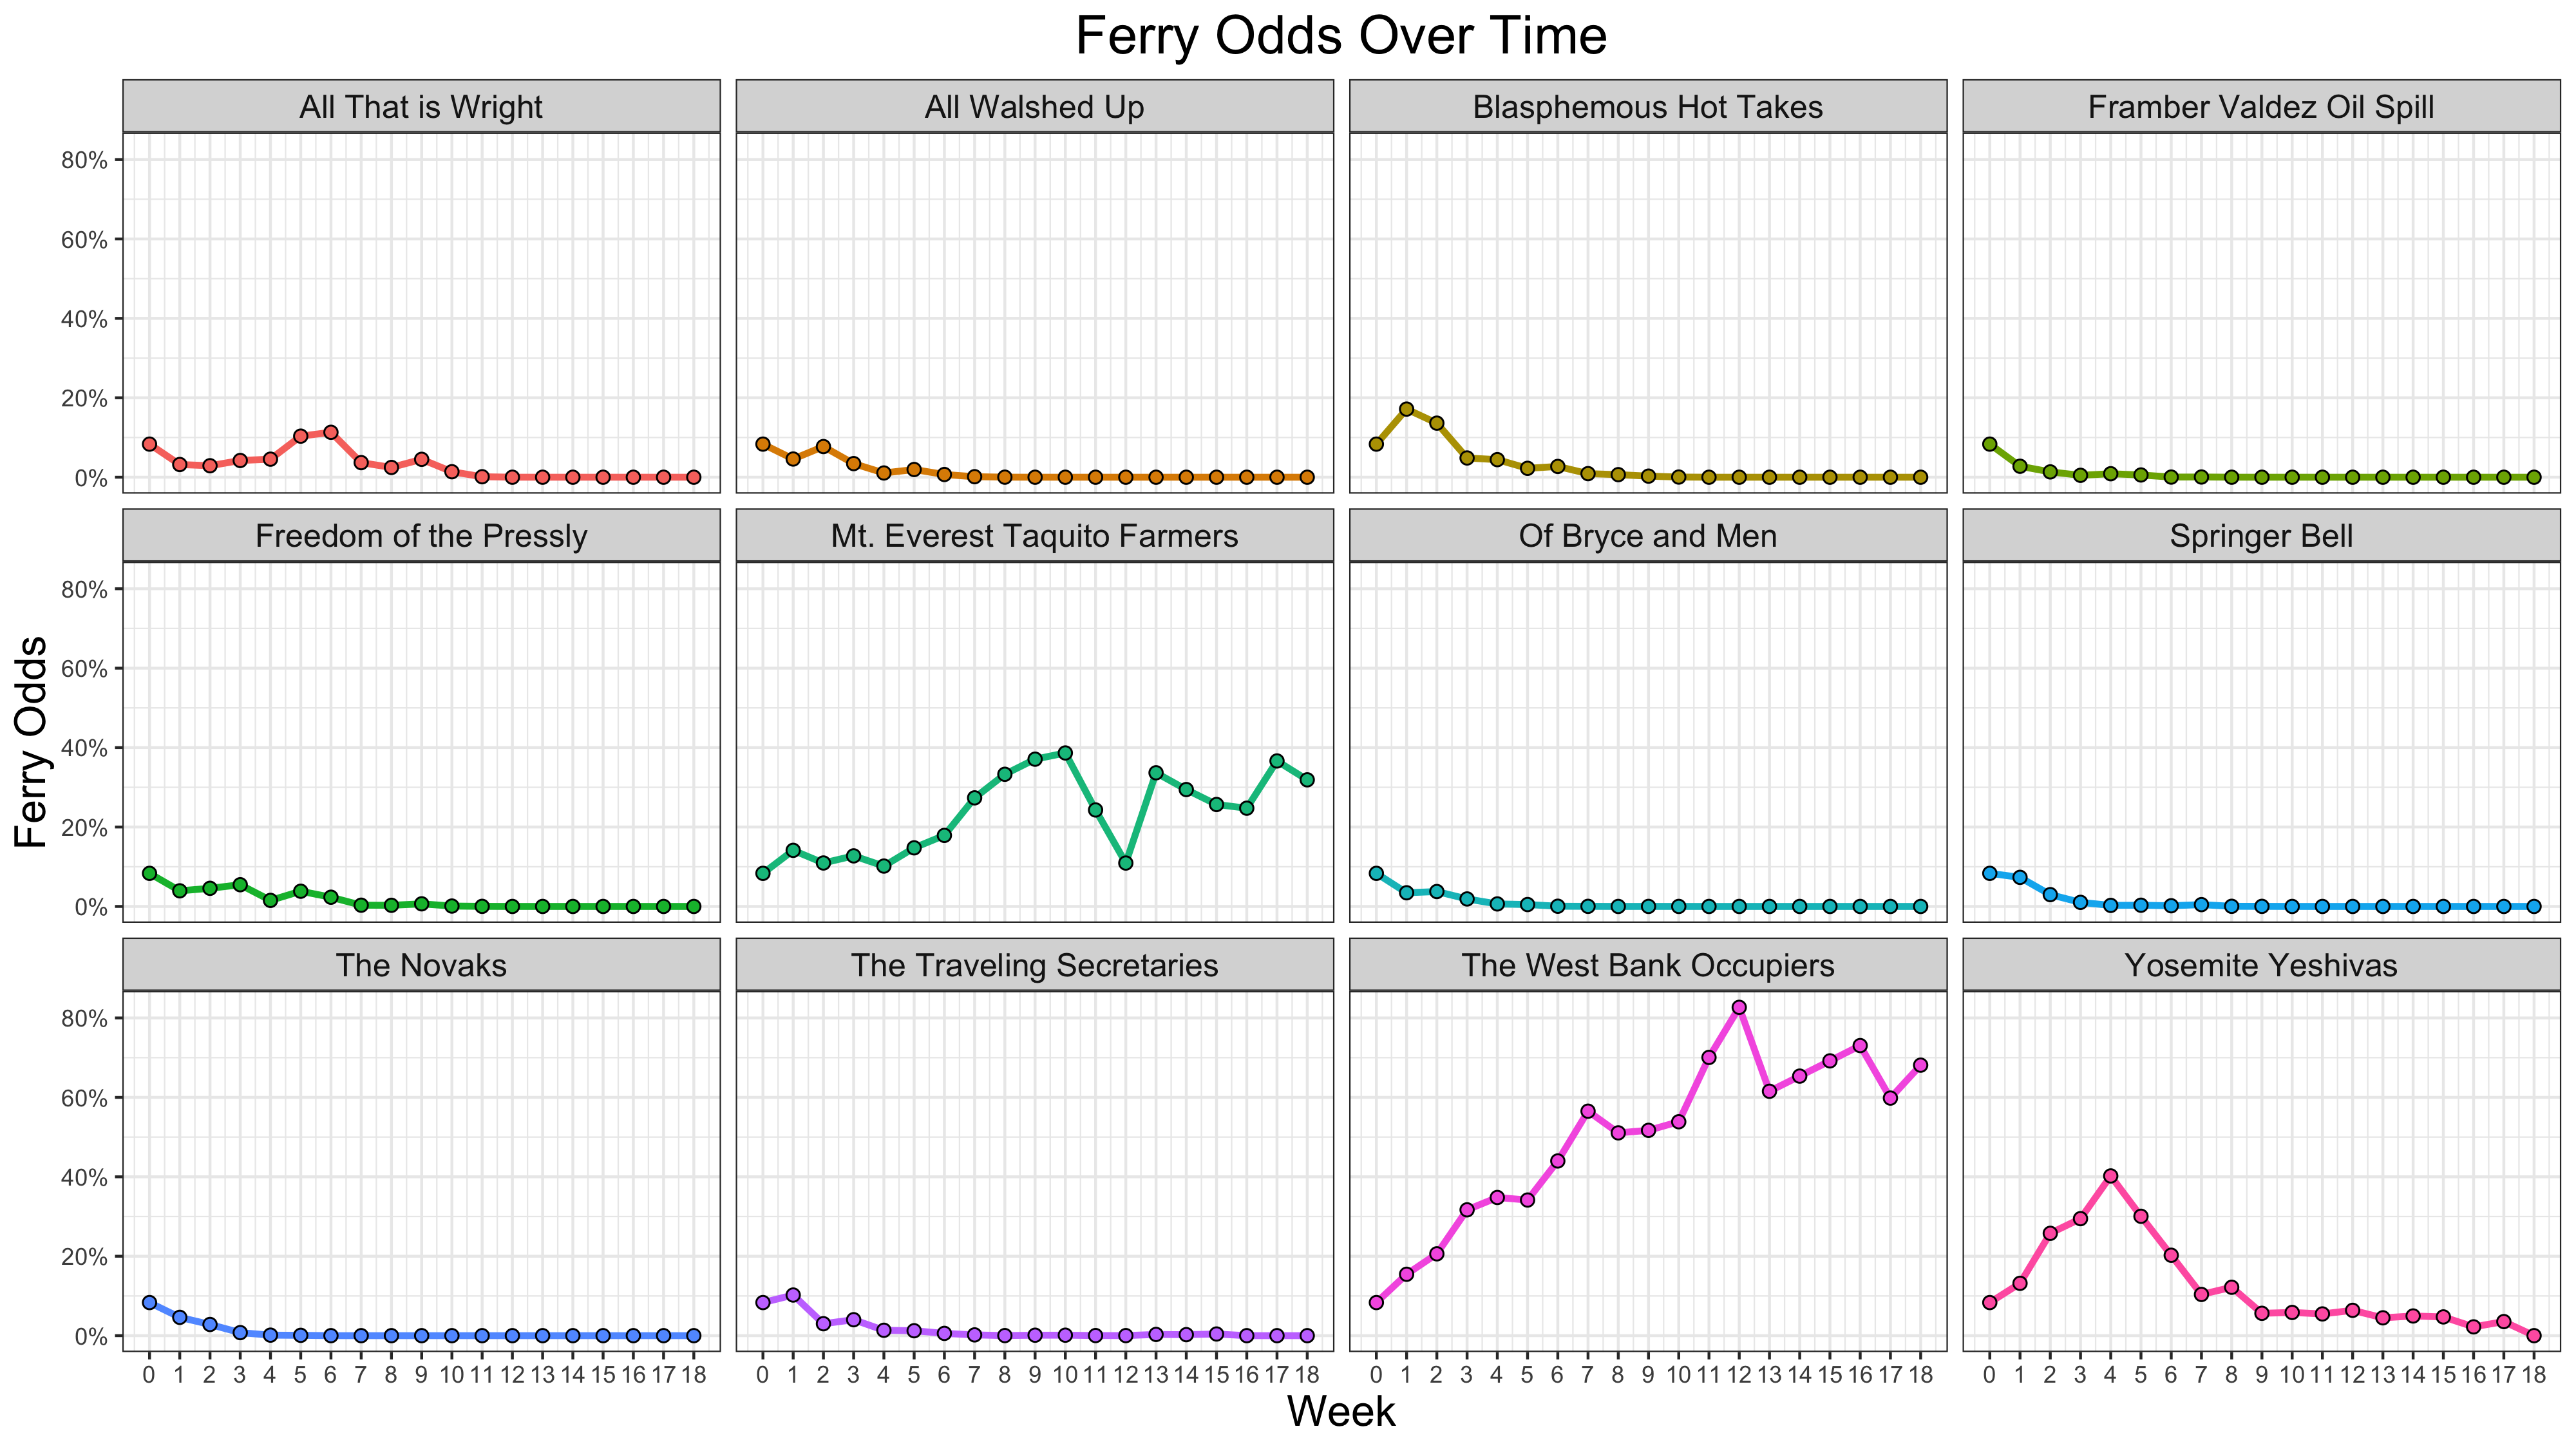 Ferry Odds Over Time
All That is Wright
All Walshed Up
Blasphemous Hot Takes
Framber Valdez Oil Spill
80%
60%
40%
20%
0%
Freedom of the Pressly
Mt. Everest Taquito Farmers
Of Bryce and Men
Springer Bell
80%
60%
40%
20%
0%
Ferry Odds
The Novaks
The Traveling Secretaries
The West Bank Occupiers
Yosemite Yeshivas
80%
60%
40%
20%
0%
0 1 2 3 4 5 6 7 8 9 10 11 12 13 14 15 16 17 18
0 1 2 3 4 5 6 7 8 9 10 11 12 13 14 15 16 17 18
0 1 2 3 4 5 6 7 8 9 10 11 12 13 14 15 16 17 18
0 1 2 3 4 5 6 7 8 9 10 11 12 13 14 15 16 17 18
Week